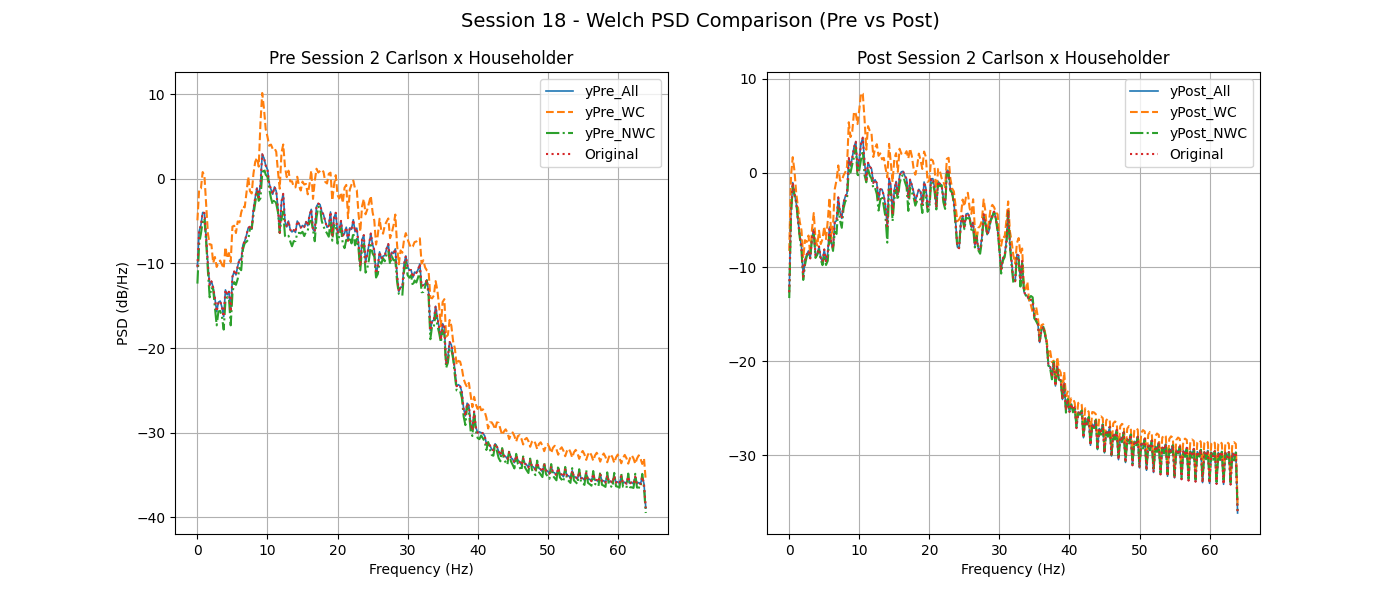 Session 18 - Welch PSD Comparison (Pre vs Post)
Pre Session 2 Carlson x Householder
yPre_All
yPre_WC
yPre_NWC
Original
10
0
−10
−20
−30
−40
PSD (dB/Hz)
0 10 20 30 40 50 60
Frequency (Hz)
Post Session 2 Carlson x Householder
yPost_All
yPost_WC
yPost_NWC
Original
10
0
−10
−20
−30
0 10 20 30 40 50 60
Frequency (Hz)